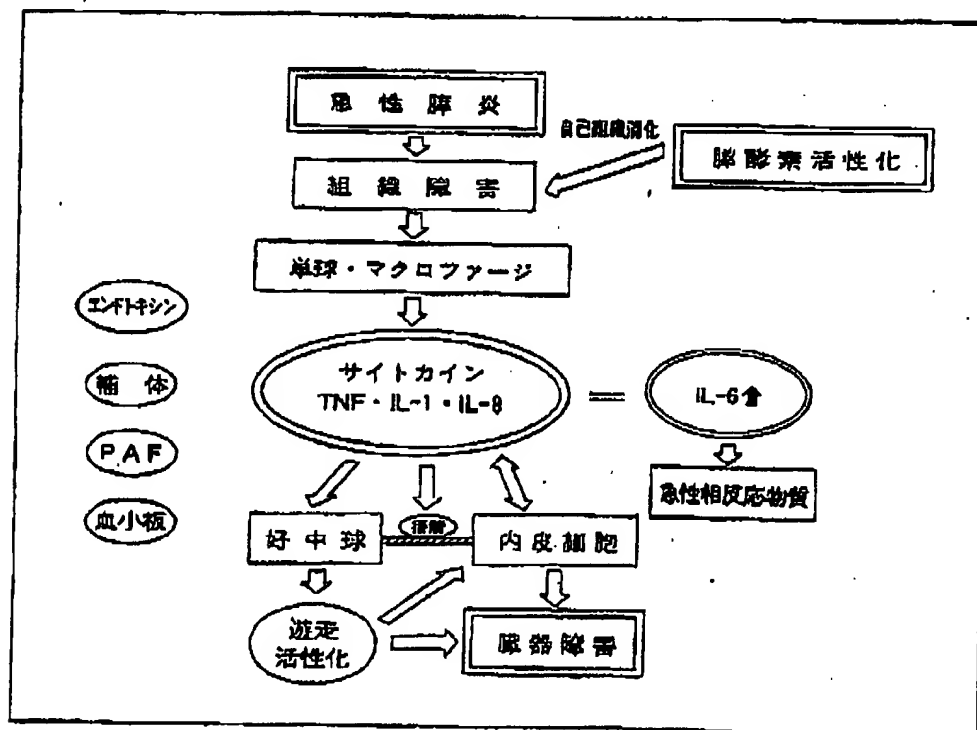 急性膵炎
自己組織消化
膵酵素活性化
組織障害
単球・マクロファージ
エンドトキシン
補体
PAF
血小板
サイトカイン
TNF・IL-1・IL-8
IL-6
急性相反応物質
好中球
内皮細胞
遊走
活性化
臓器障害